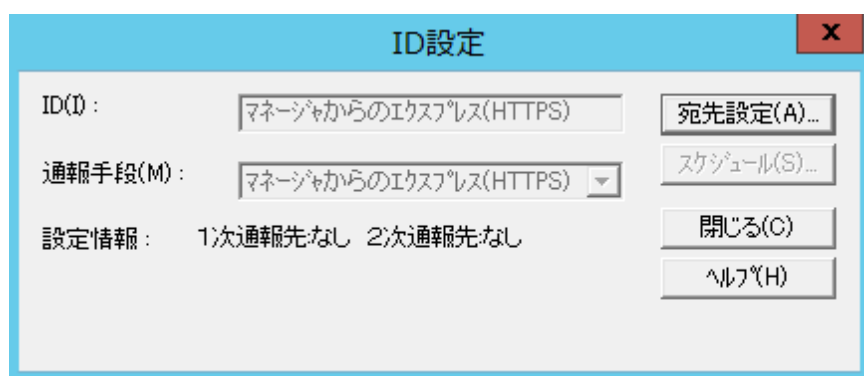 ID設定
x
ID(I) :
マネージャからのエクスプレス(HTTPS)
宛先設定(A)...
通報手段(M) :
マネージャからのエクスプレス(HTTPS)
スケジュール(S)...
設定情報 : 1次通報先:なし 2次通報先:なし
閉じる(C)
ヘルプ(H)